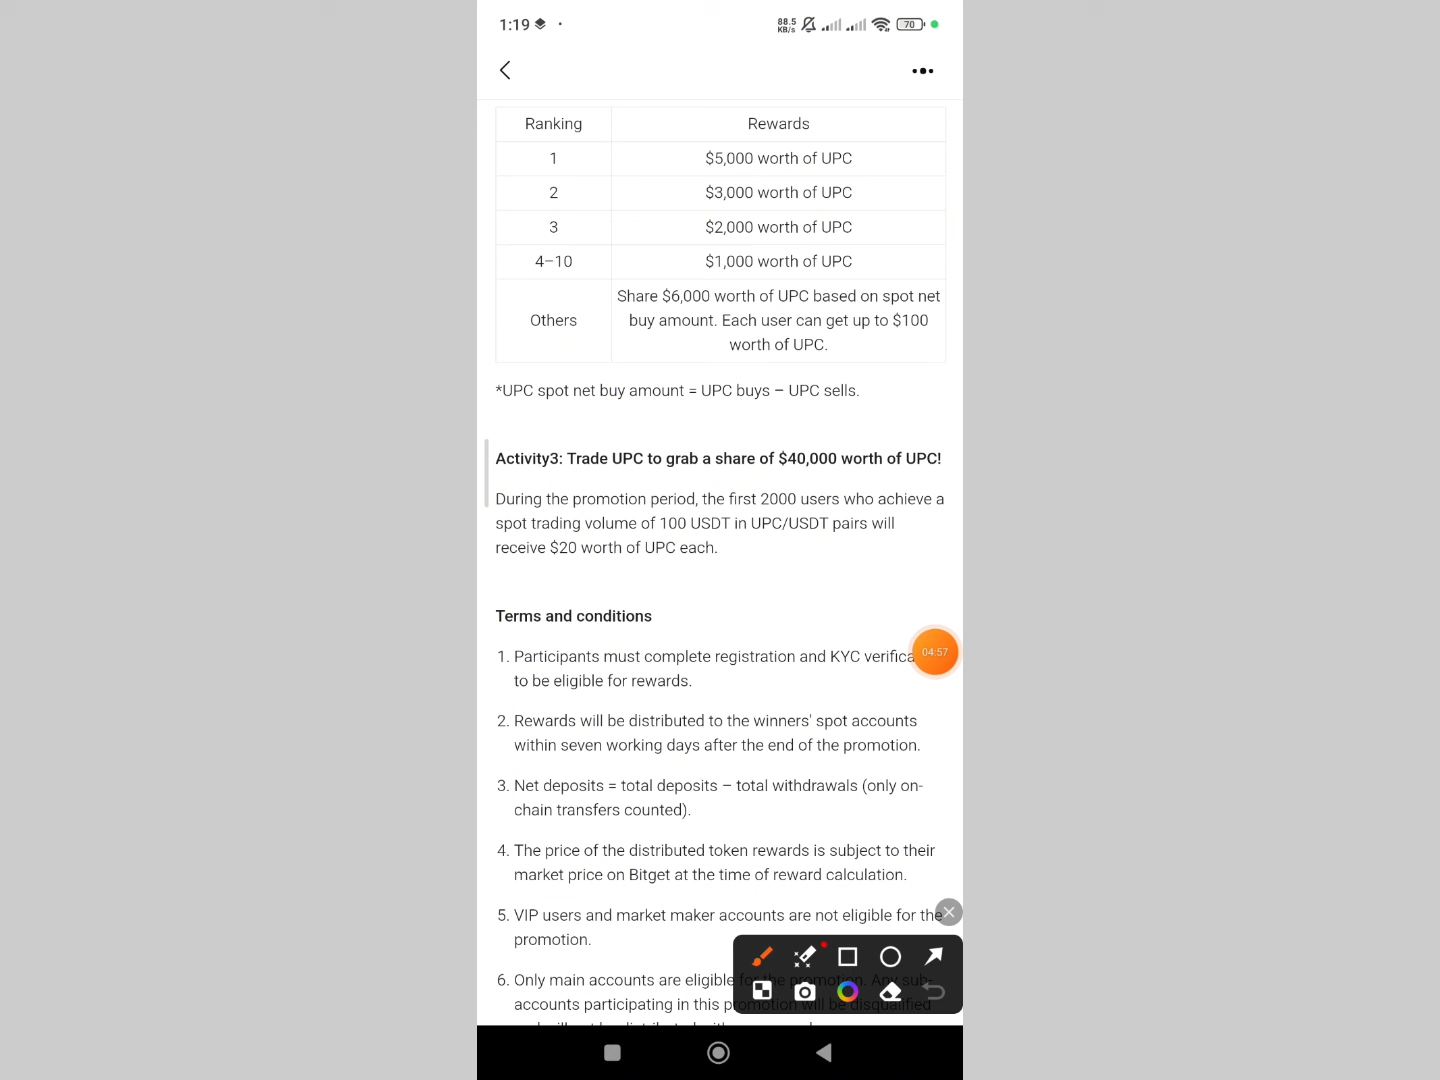 1:19
88.5
KB/s
70
Ranking Rewards
1 $5,000 worth of UPC
2 $3,000 worth of UPC
3 $2,000 worth of UPC
4–10 $1,000 worth of UPC
Others Share $6,000 worth of UPC based on spot net
buy amount. Each user can get up to $100
worth of UPC.
*UPC spot net buy amount = UPC buys – UPC sells.
Activity3: Trade UPC to grab a share of $40,000 worth of UPC!
During the promotion period, the first 2000 users who achieve a
spot trading volume of 100 USDT in UPC/USDT pairs will
receive $20 worth of UPC each.
Terms and conditions
1. Participants must complete registration and KYC verifica
04:57
to be eligible for rewards.
2. Rewards will be distributed to the winners' spot accounts
within seven working days after the end of the promotion.
3. Net deposits = total deposits – total withdrawals (only on-
chain transfers counted).
4. The price of the distributed token rewards is subject to their
market price on Bitget at the time of reward calculation.
5. VIP users and market maker accounts are not eligible for the
promotion.
6. Only main accounts are eligible for the promotion. Any sub-
accounts participating in this promotion will be disqualified